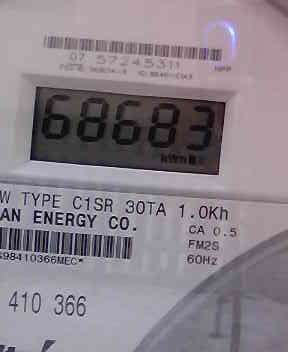 07 57245311
68683
kWh
W TYPE C1SR 30TA 1.0Kh
AN ENERGY CO.
CA 0.5
FM2S
60Hz
S98410366MEC*
410 366